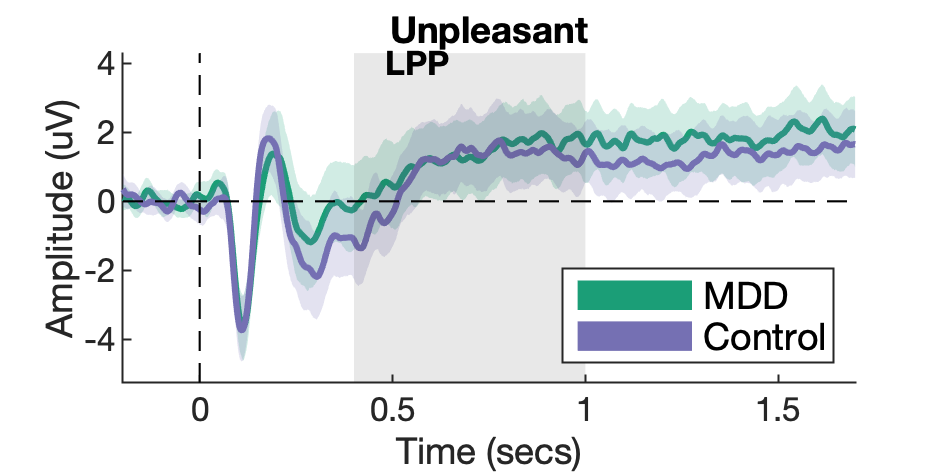 Unpleasant
LPP
4
2
0
-2
-4
Amplitude (uV)
MDD
Control
0
0.5
1
1.5
Time (secs)